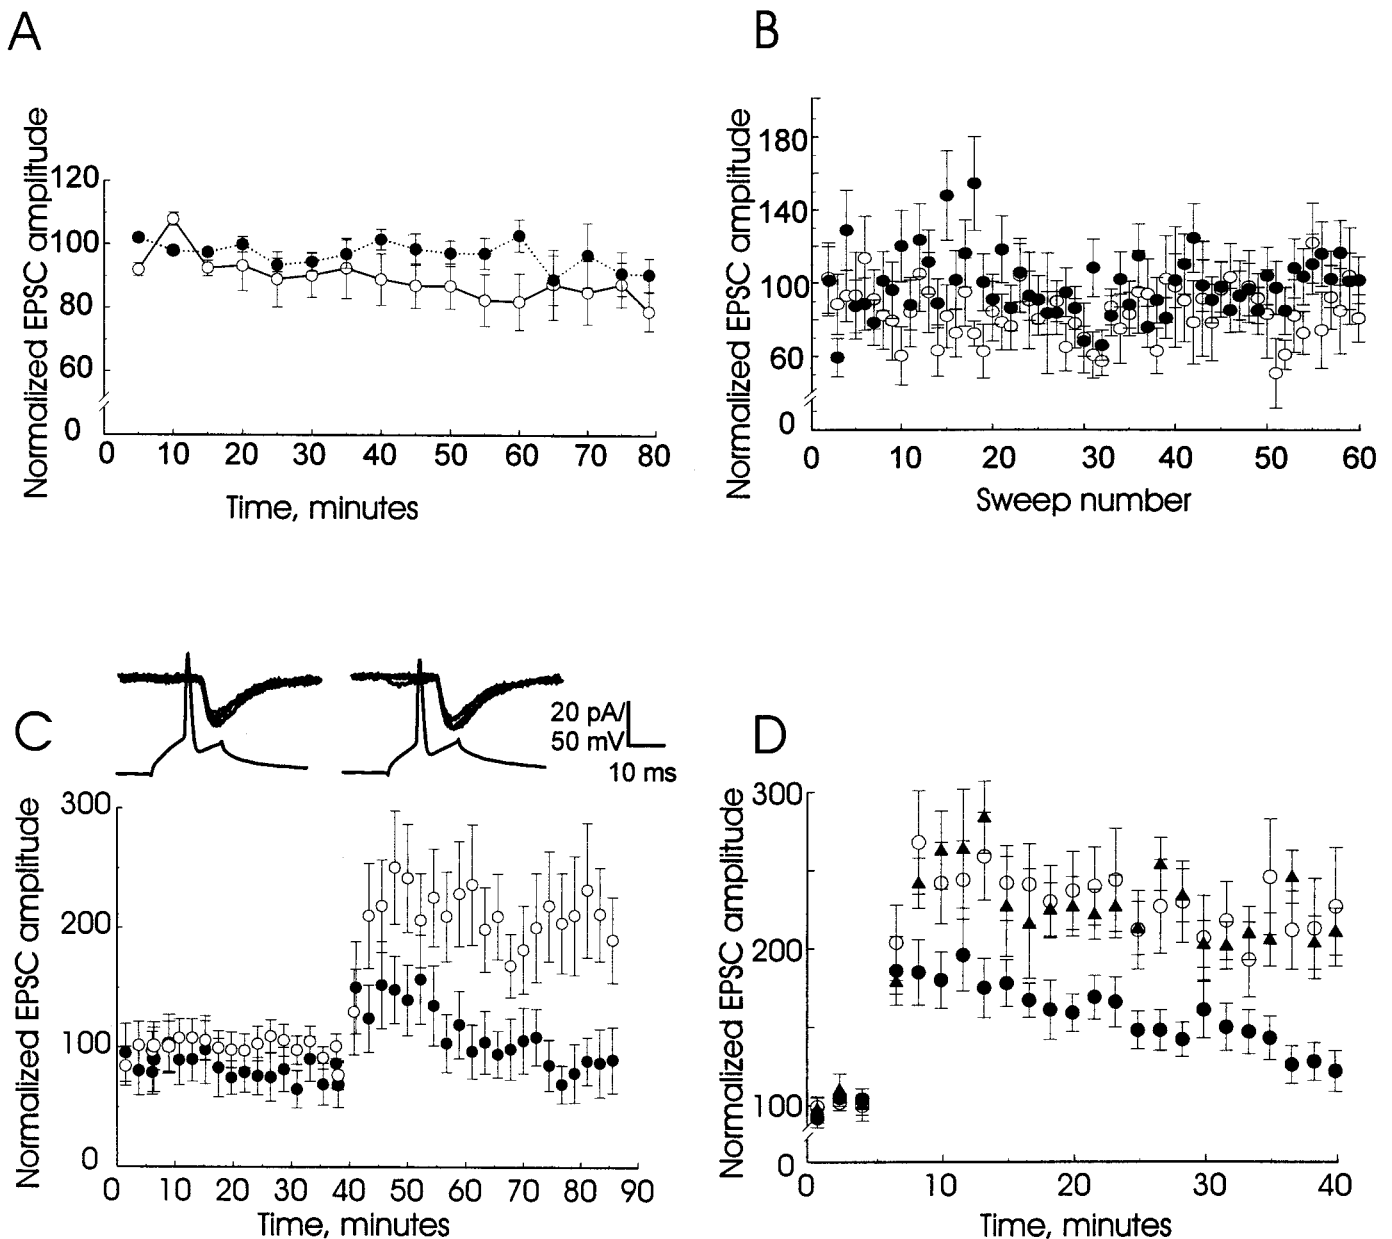 A
Normalized EPSC amplitude
120
100
80
60
0
0 10 20 30 40 50 60 70 80
Time, minutes
B
Normalized EPSC amplitude
180
140
100
60
0
0 10 20 30 40 50 60
Sweep number
C
20 pA/
50 mV
10 ms
Normalized EPSC amplitude
300
200
100
0
0 10 20 30 40 50 60 70 80 90
Time, minutes
D
Normalized EPSC amplitude
300
200
100
0
10 20 30 40
Time, minutes